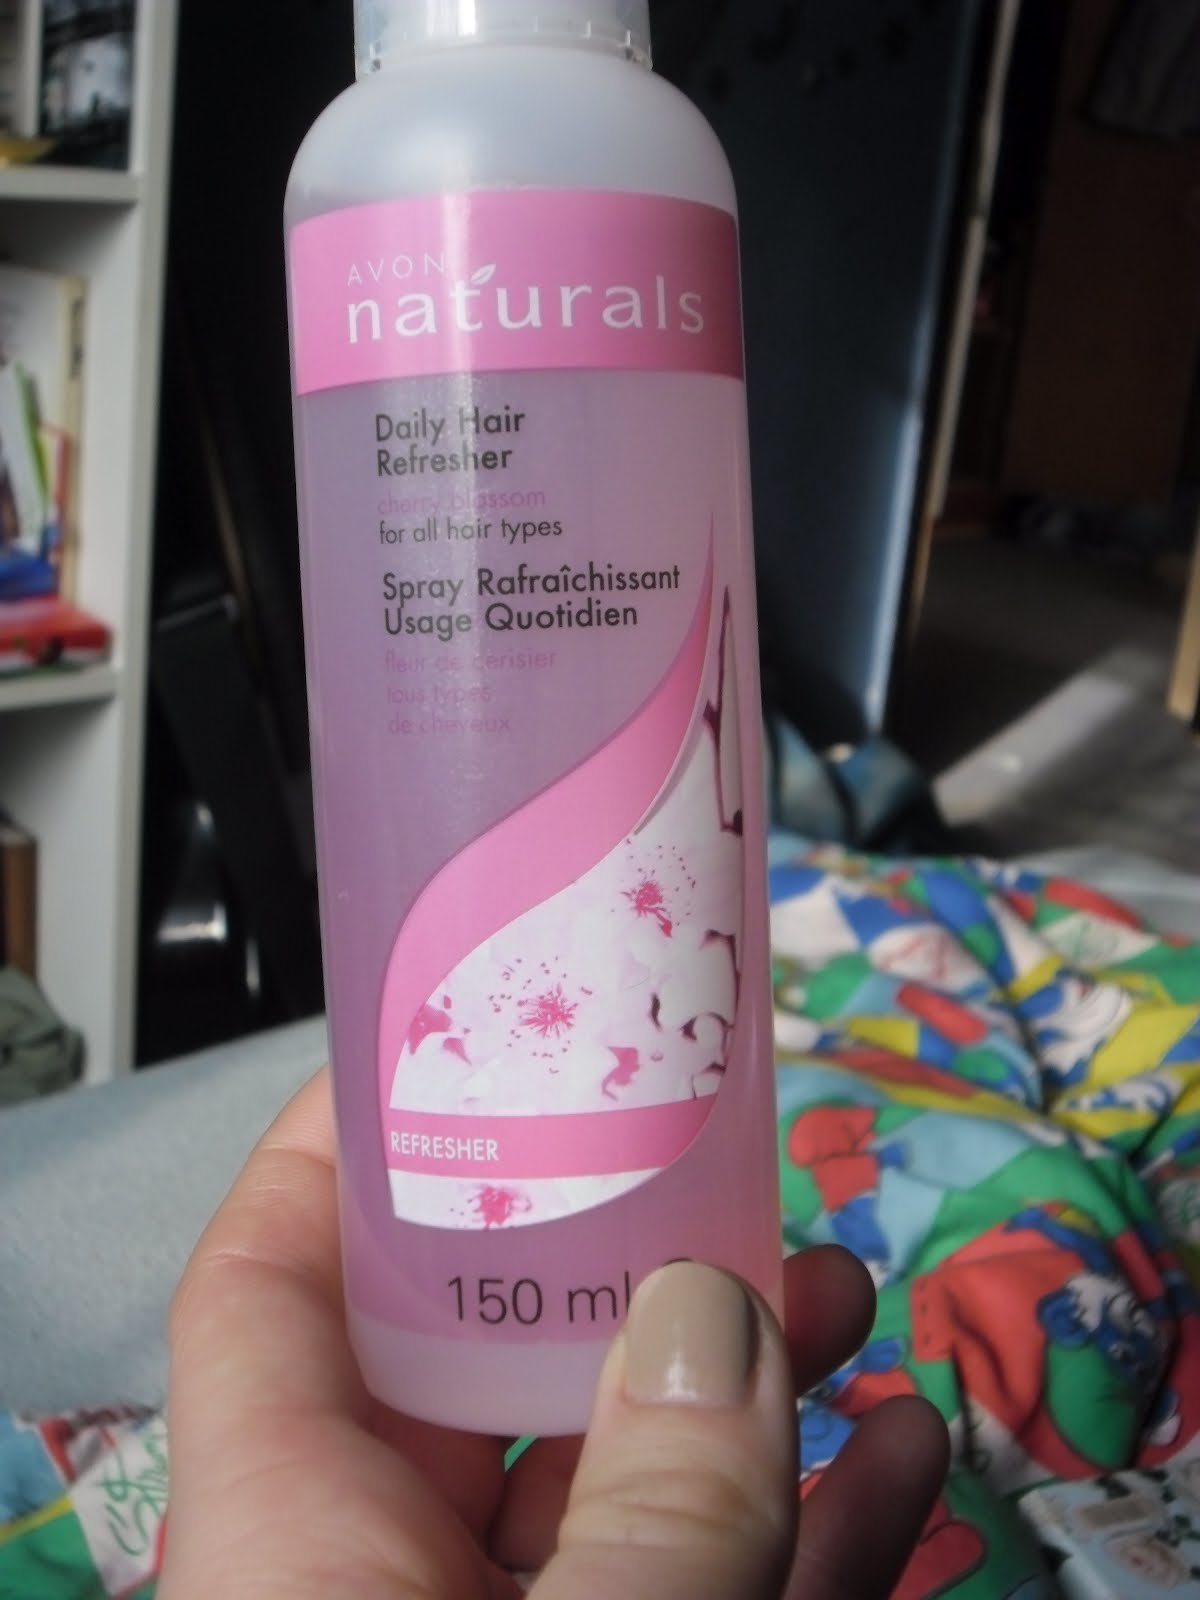 AVON
naturals
Daily Hair
Refresher
cherry blossom
for all hair types
Spray Rafraîchissant
Usage Quotidien
fleur de cerisier
tous types
de cheveux
REFRESHER
150 ml